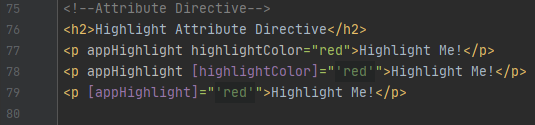 75 <!--Attribute Directive-->
76 <h2>Highlight Attribute Directive</h2>
77 <p appHighlight highlightColor="red">Highlight Me!</p>
78 <p appHighlight [highlightColor]="'red'">Highlight Me!</p>
79 <p [appHighlight]="'red'">Highlight Me!</p>
80